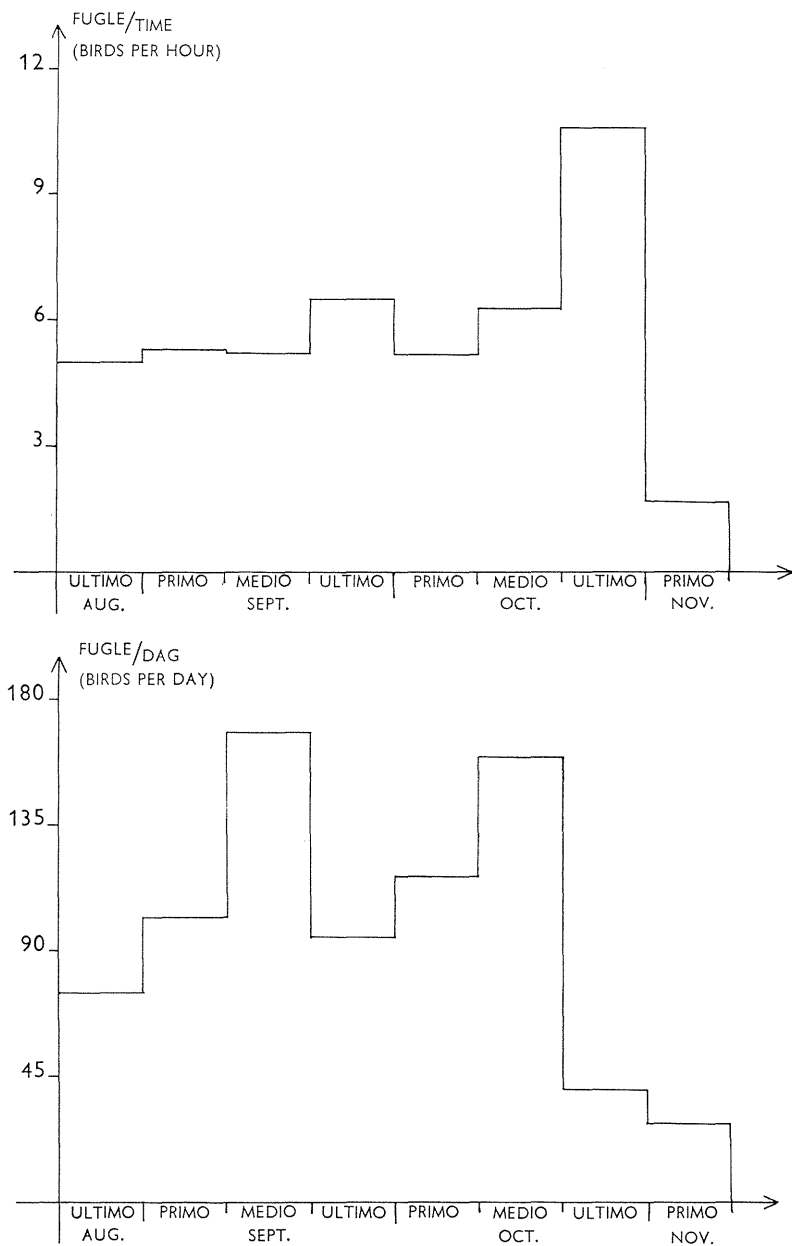 FUGLE/TIME
(BIRDS PER HOUR)
12
9
6
3
ULTIMO PRIMO MEDIO ULTIMO PRIMO MEDIO ULTIMO PRIMO
AUG. SEPT. OCT. NOV.
FUGLE/DAG
(BIRDS PER DAY)
180
135
90
45
ULTIMO PRIMO MEDIO ULTIMO PRIMO MEDIO ULTIMO PRIMO
AUG. SEPT. OCT. NOV.